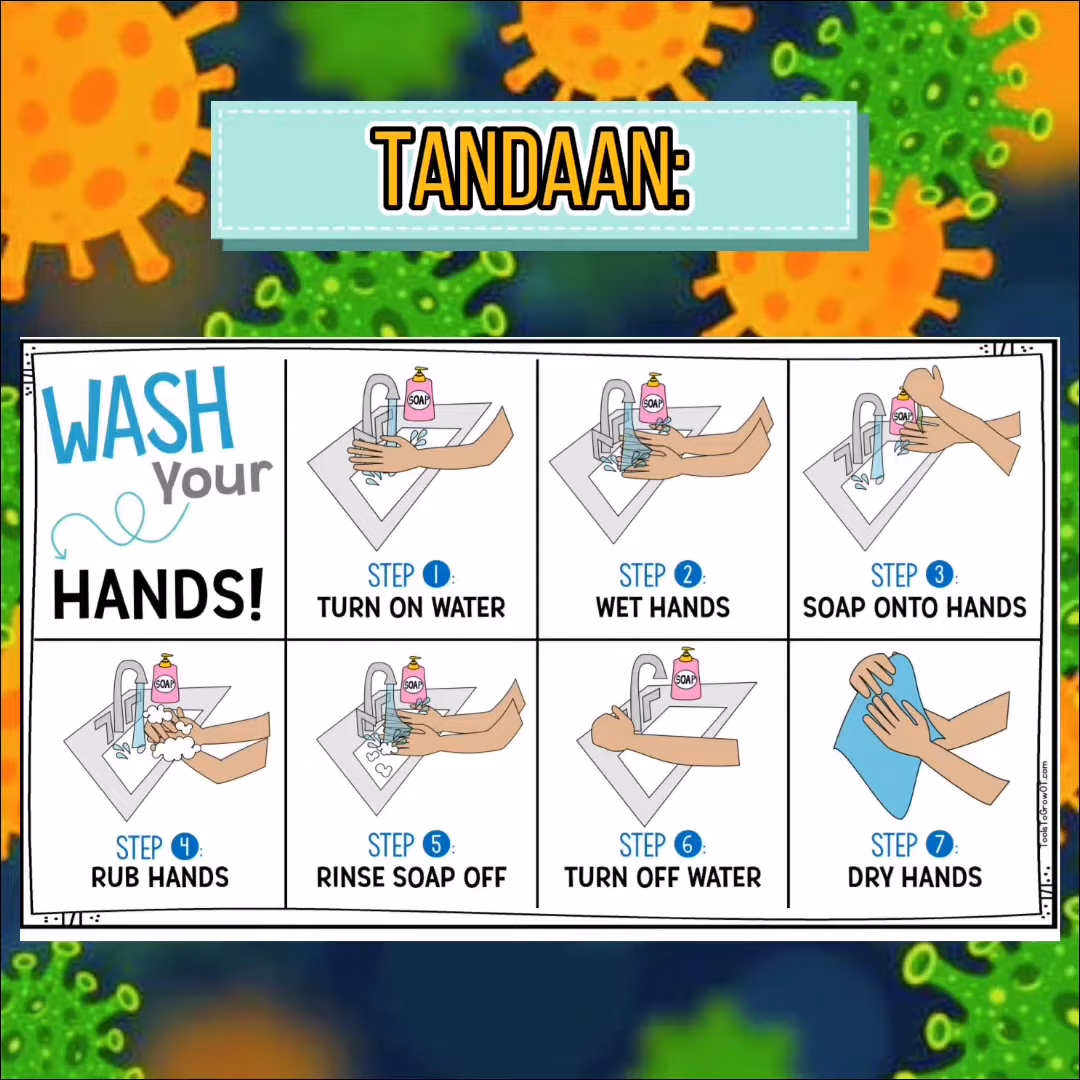 TANDAAN:
WASH
Your
HANDS!
SOAP
STEP 1:
TURN ON WATER
SOAP
STEP 2:
WET HANDS
SOAP
STEP 3:
SOAP ONTO HANDS
SOAP
STEP 4:
RUB HANDS
SOAP
STEP 5:
RINSE SOAP OFF
SOAP
STEP 6:
TURN OFF WATER
STEP 7:
DRY HANDS
ToolsToGrowOT.com